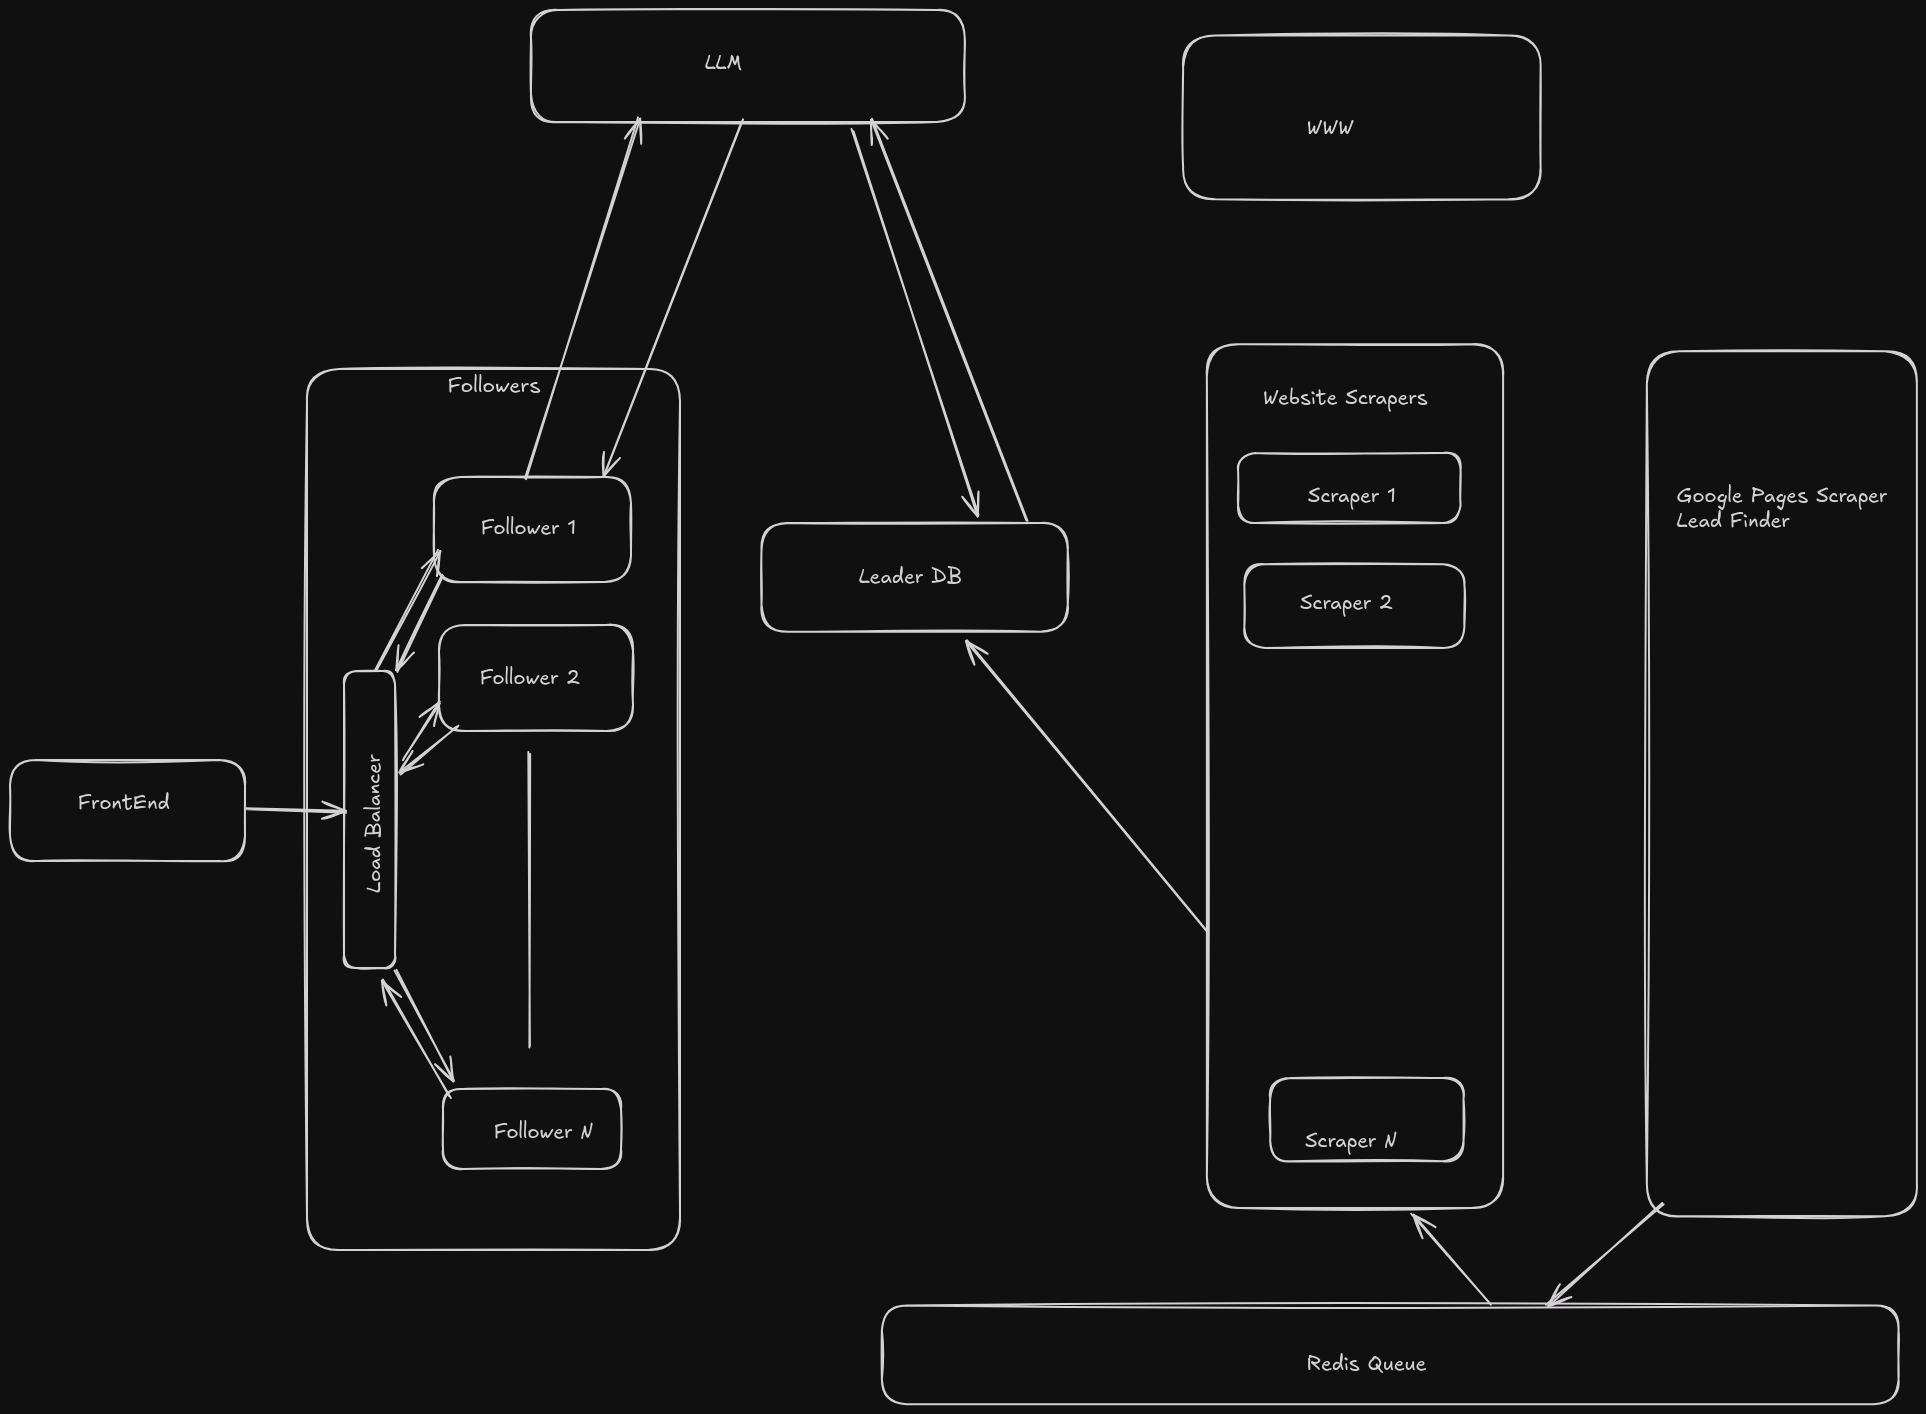 LLM
WWW
Followers
Website Scrapers
Follower 1
Scraper 1
Google Pages Scraper
Lead Finder
Leader DB
Scraper 2
Follower 2
FrontEnd
Load Balancer
Follower N
Scraper N
Redis Queue